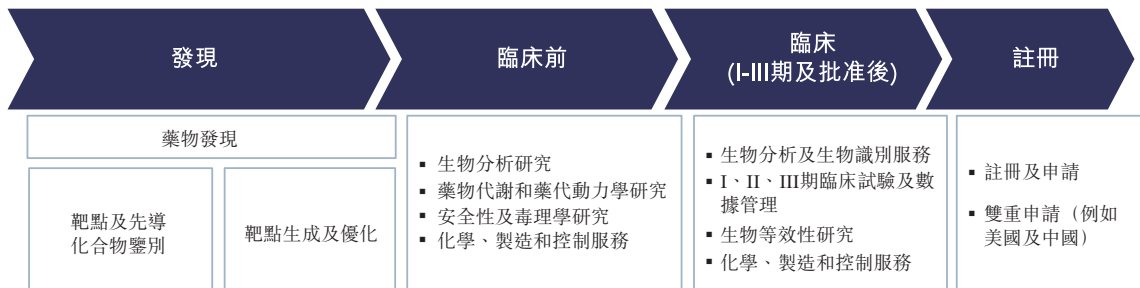 發現
臨床前
臨床
(I-III期及批准後)
註冊
藥物發現
靶點及先導
化合物鑒別
靶點生成及優化
▪ 生物分析研究
▪ 藥物代謝和藥代動力學研究
▪ 安全性及毒理學研究
▪ 化學、製造和控制服務
▪ 生物分析及生物識別服務
▪ I、II、III期臨床試驗及數
據管理
▪ 生物等效性研究
▪ 化學、製造和控制服務
▪ 註冊及申請
▪ 雙重申請（例如
美國及中國）